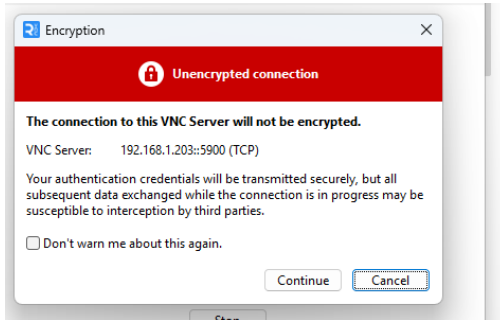 Encryption
Unencrypted connection
The connection to this VNC Server will not be encrypted.
VNC Server: 192.168.1.203::5900 (TCP)
Your authentication credentials will be transmitted securely, but all
subsequent data exchanged while the connection is in progress may be
susceptible to interception by third parties.
Don't warn me about this again.
Continue Cancel